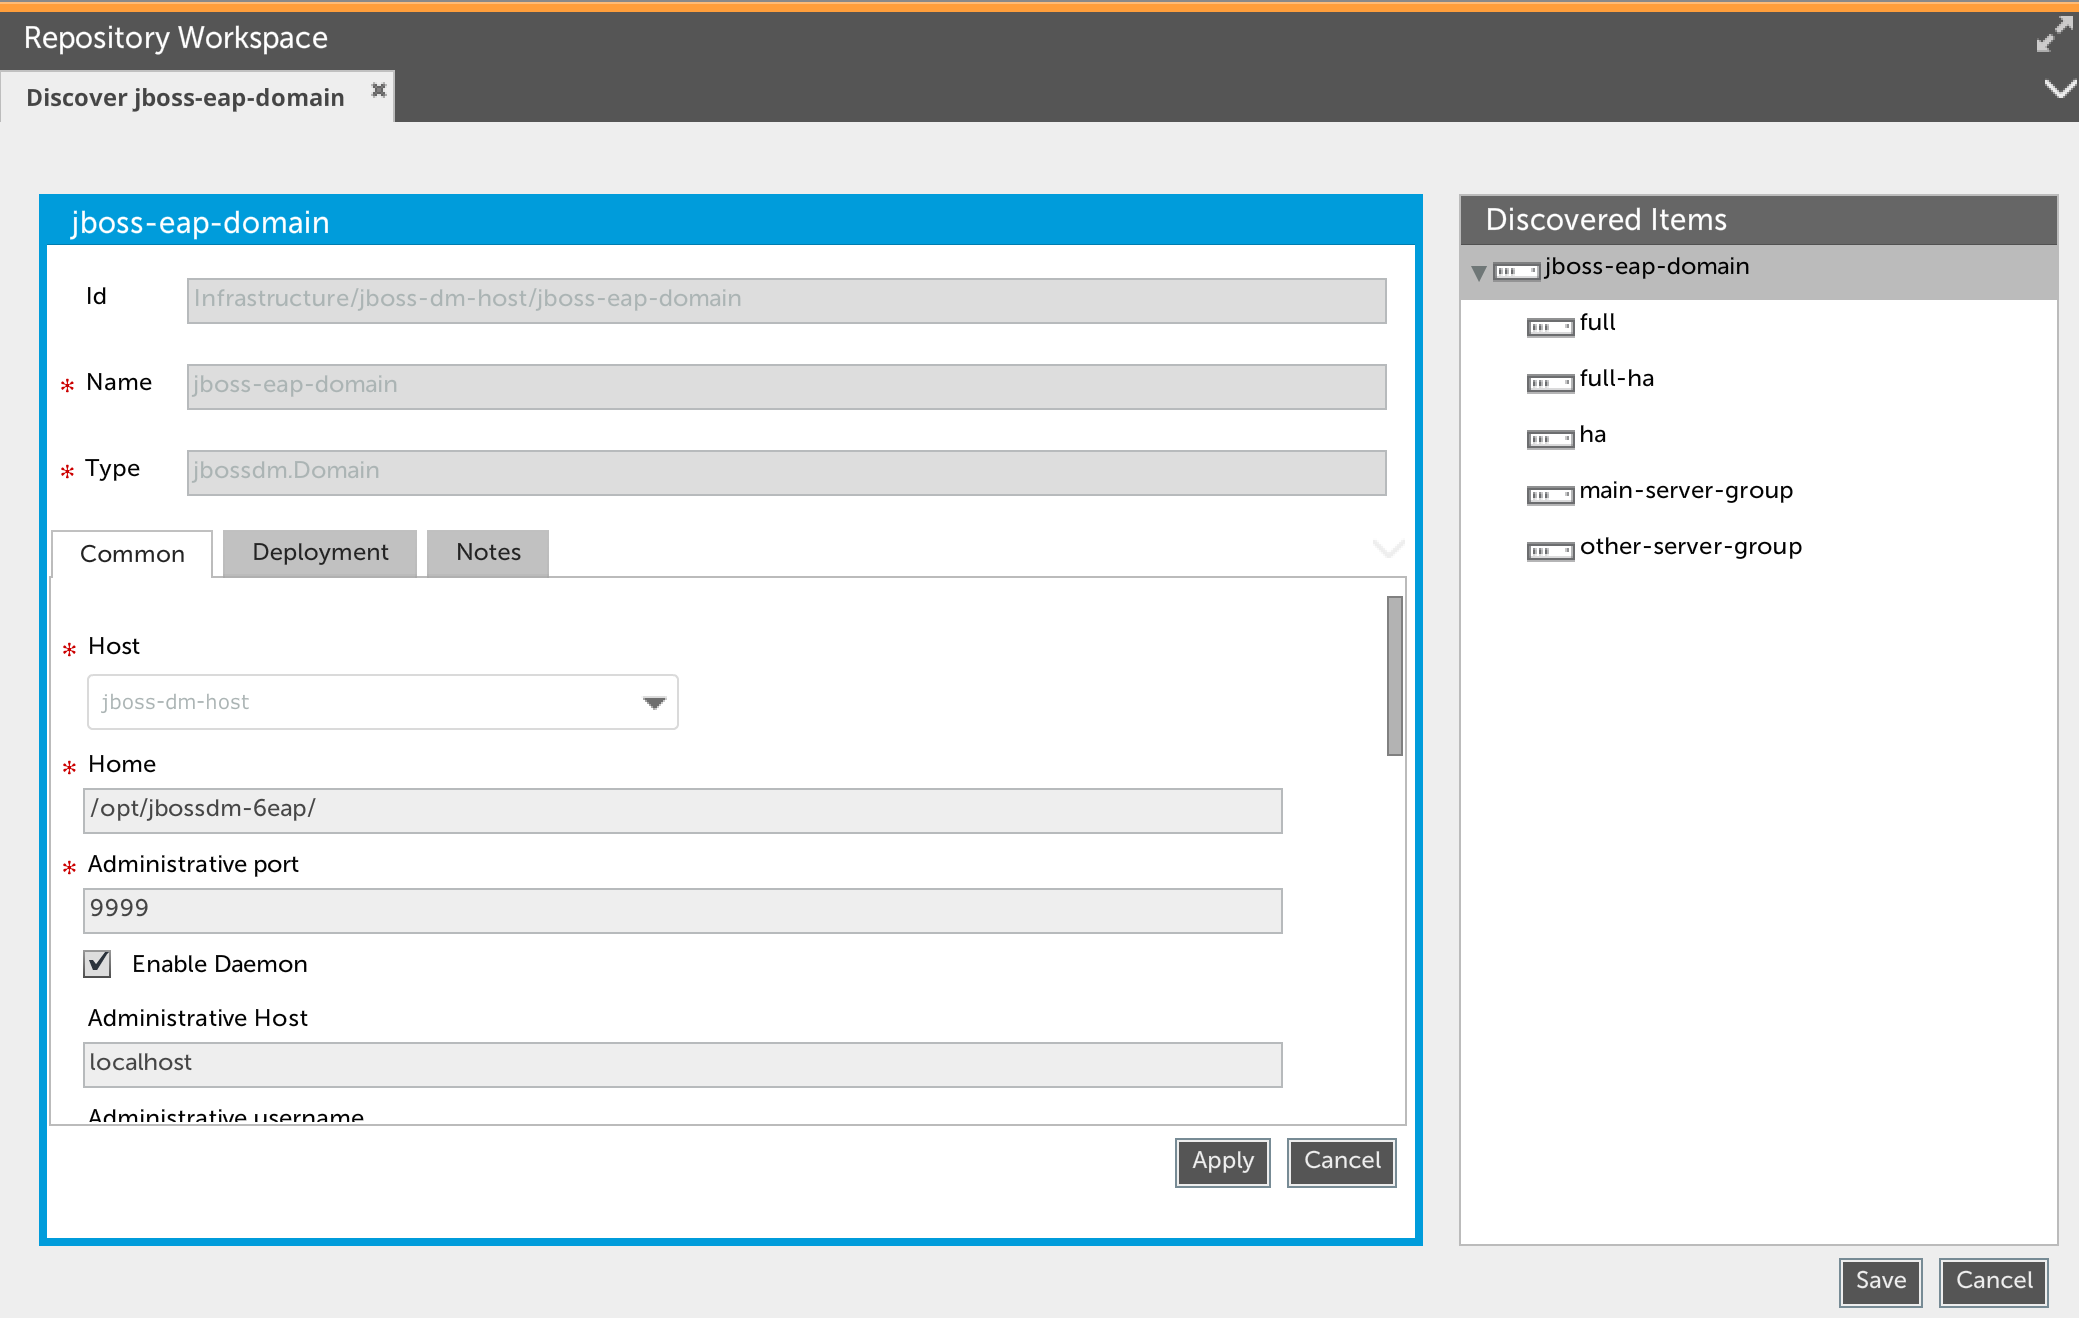 Repository Workspace
Discover jboss-eap-domain
jboss-eap-domain
Id
Infrastructure/jboss-dm-host/jboss-eap-domain
* Name
jboss-eap-domain
* Type
jbossdm.Domain
Common
Deployment
Notes
* Host
jboss-dm-host
* Home
/opt/jbossdm-6eap/
* Administrative port
9999
Enable Daemon
Administrative Host
localhost
Administrative username
Apply
Cancel
Discovered Items
jboss-eap-domain
full
full-ha
ha
main-server-group
other-server-group
Save
Cancel